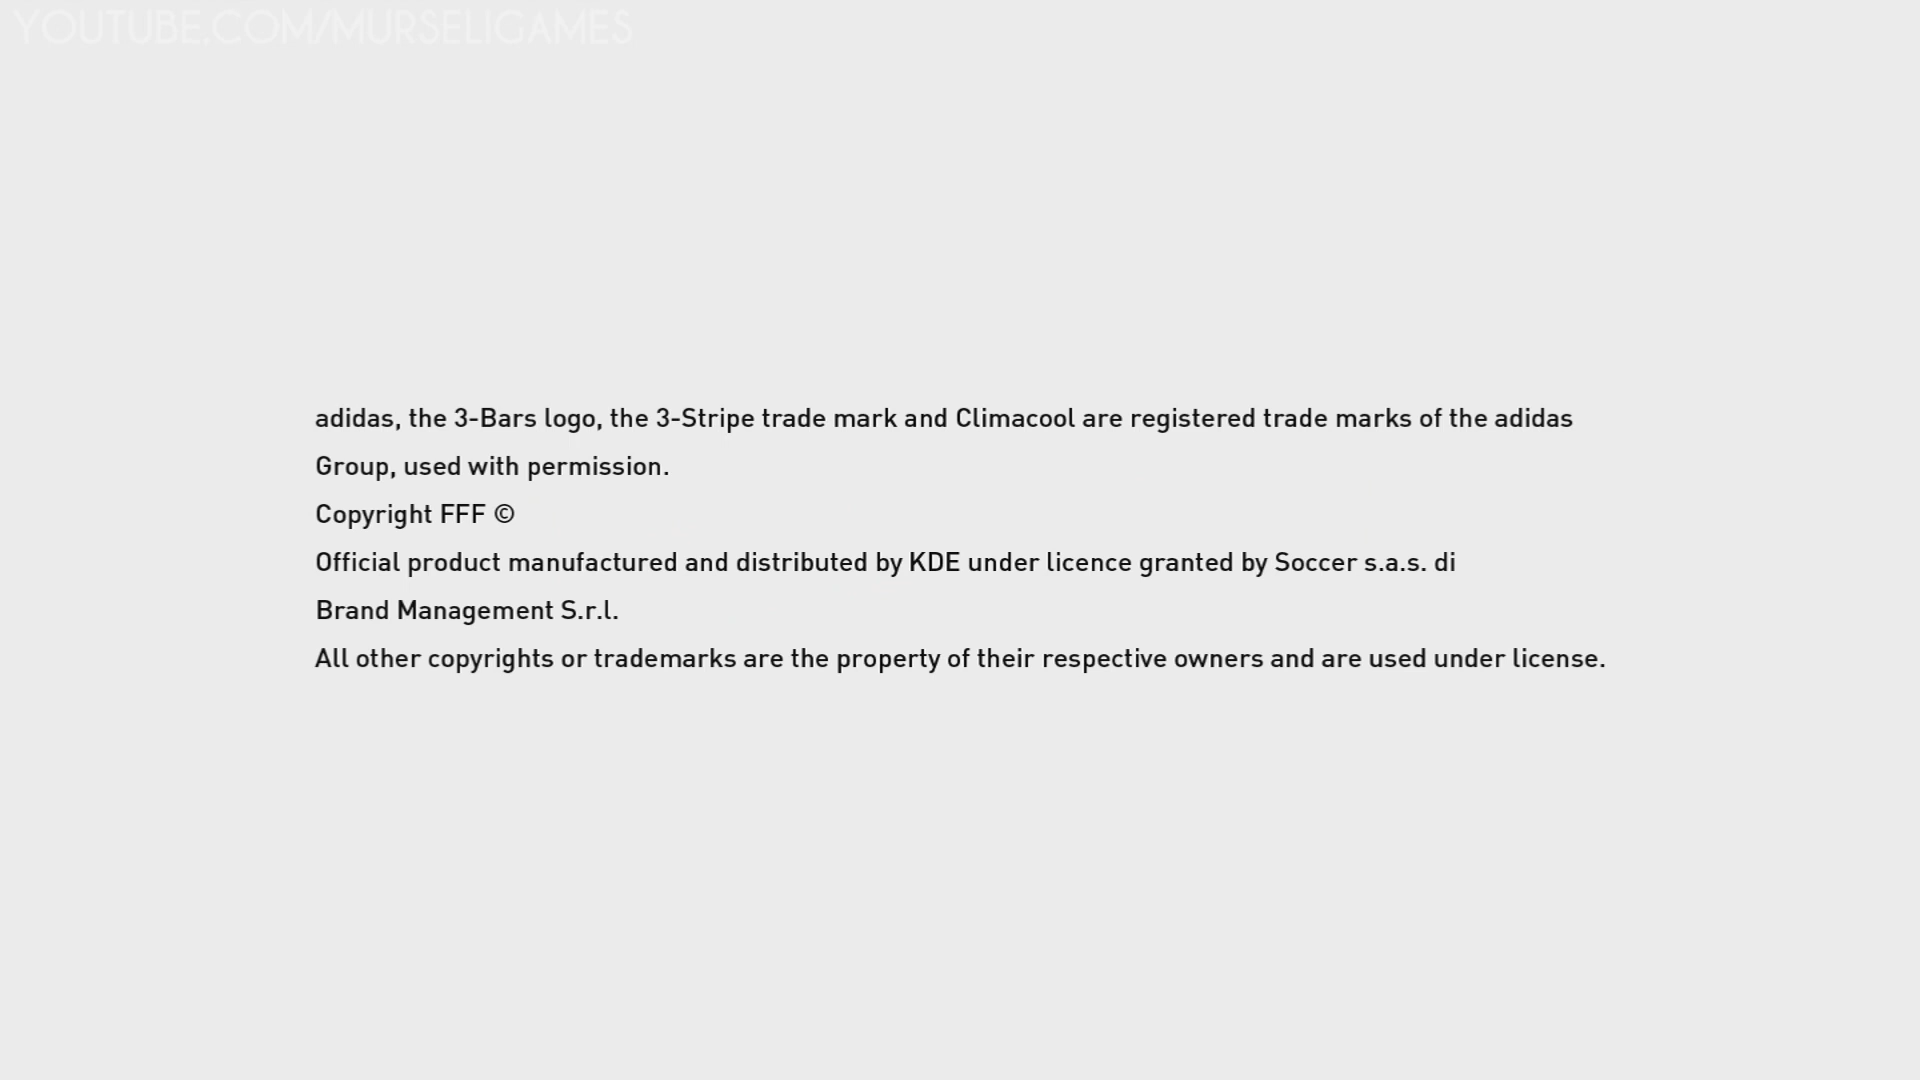 YOUTUBE.COM/MURSELIGAMES
adidas, the 3-Bars logo, the 3-Stripe trade mark and Climacool are registered trade marks of the adidas
Group, used with permission.
Copyright FFF ©
Official product manufactured and distributed by KDE under licence granted by Soccer s.a.s. di
Brand Management S.r.l.
All other copyrights or trademarks are the property of their respective owners and are used under license.